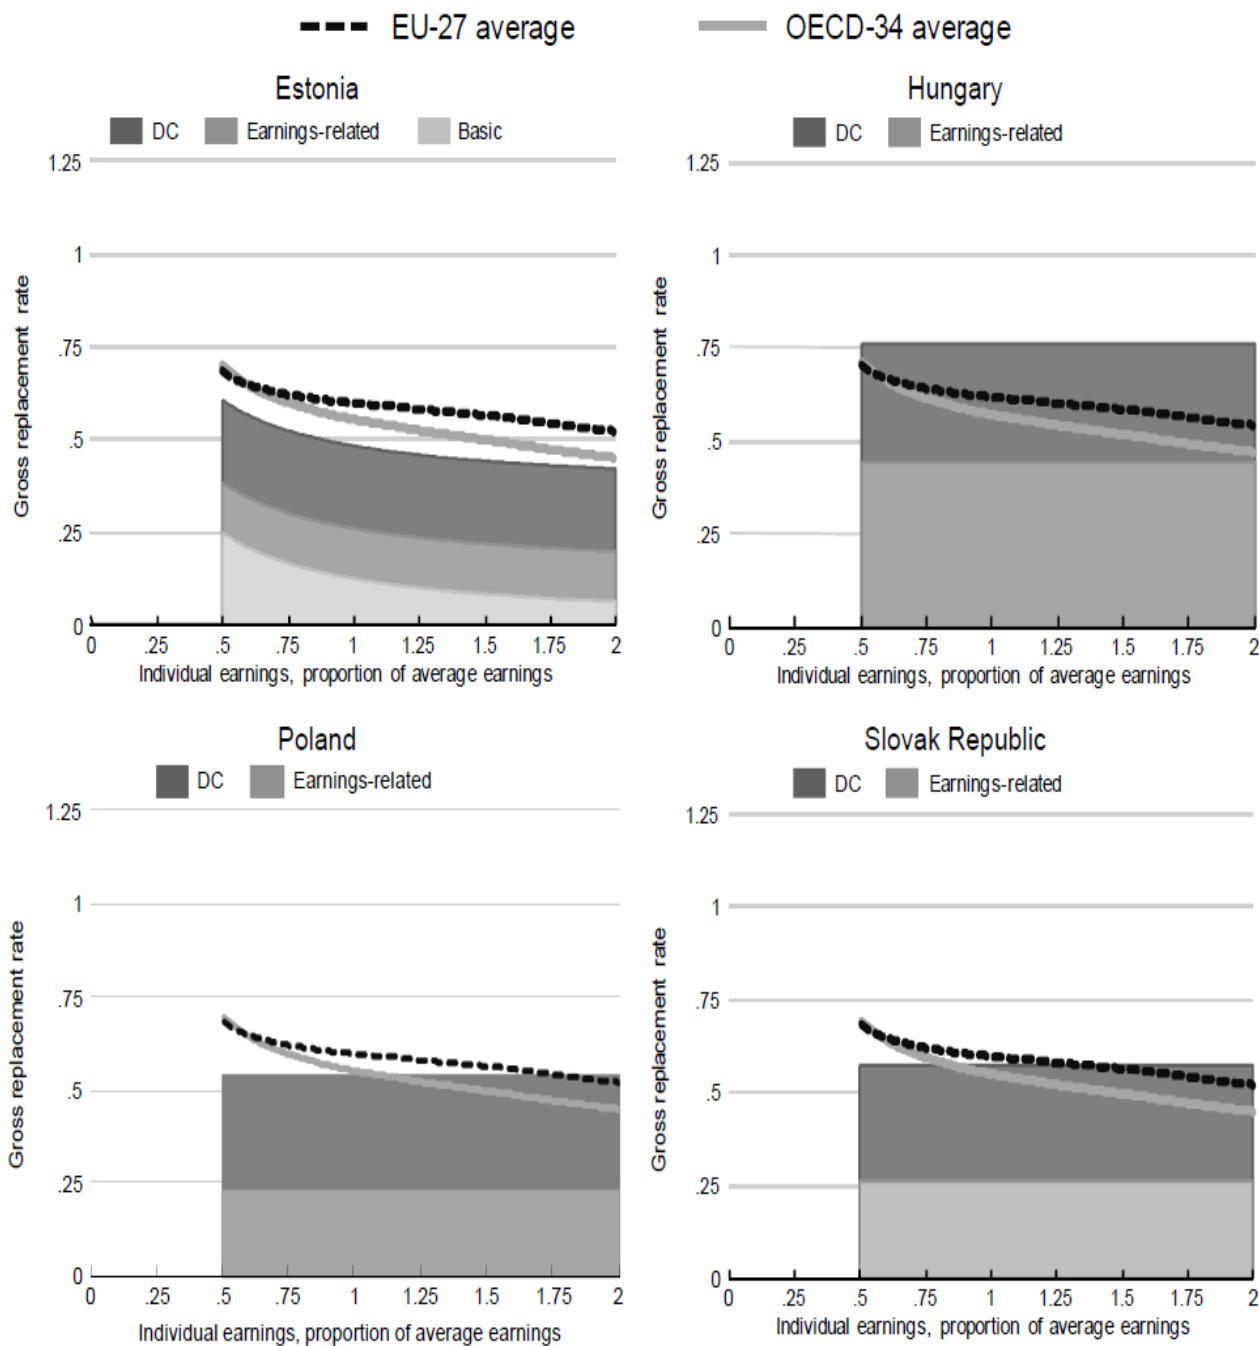 EU-27 average OECD-34 average
Estonia
DC Earnings-related Basic
1.25
1
.75
.5
.25
0
Gross replacement rate
0 .25 .5 .75 1 1.25 1.5 1.75 2
Individual earnings, proportion of average earnings
Hungary
DC Earnings-related
1.25
1
.75
.5
.25
0
Gross replacement rate
0 .25 .5 .75 1 1.25 1.5 1.75 2
Individual earnings, proportion of average earnings
Poland
DC Earnings-related
1.25
1
.75
.5
.25
0
Gross replacement rate
0 .25 .5 .75 1 1.25 1.5 1.75 2
Individual earnings, proportion of average earnings
Slovak Republic
DC Earnings-related
1.25
1
.75
.5
.25
0
Gross replacement rate
0 .25 .5 .75 1 1.25 1.5 1.75 2
Individual earnings, proportion of average earnings